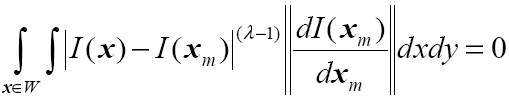 ∫∫_{x∈W} |I(x) − I(x_m)|^{(λ−1)} ‖dI(x_m)/dx_m‖ dxdy = 0